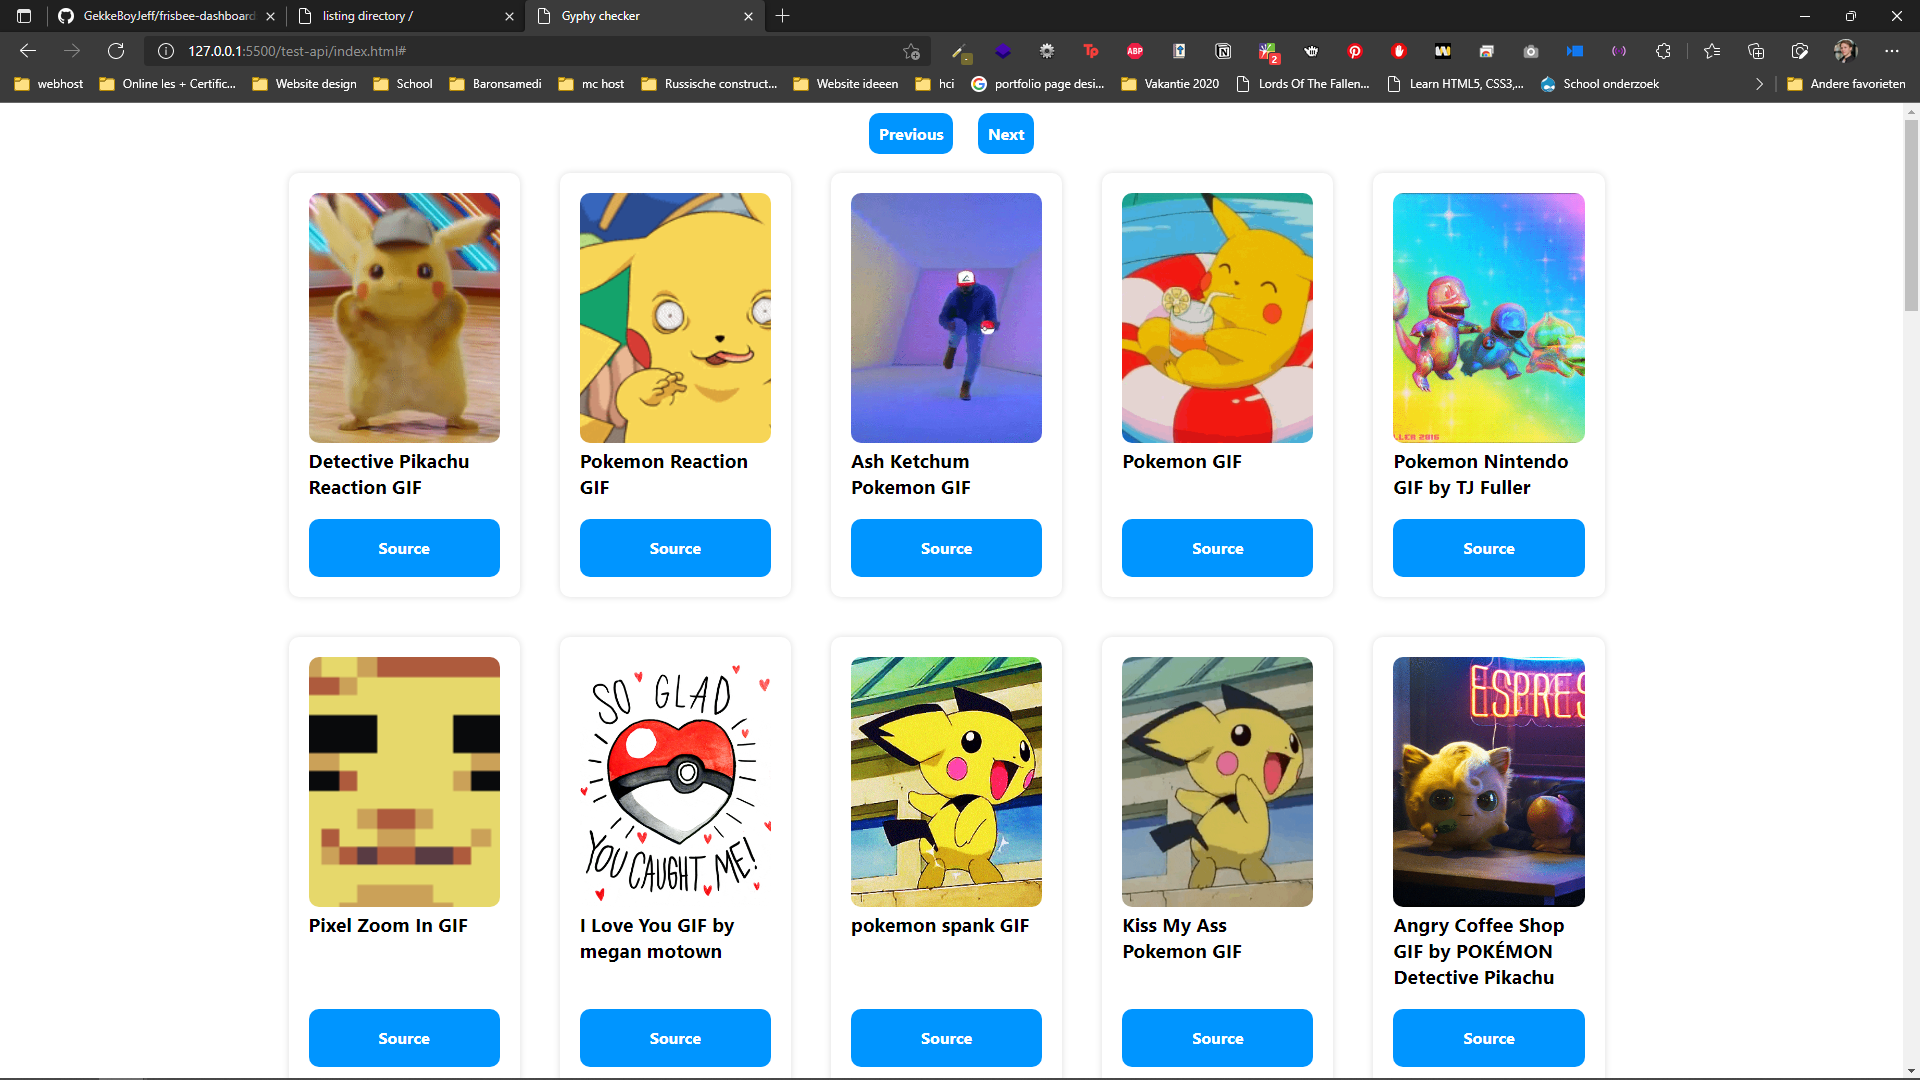 GekkeBoyJeff/frisbee-dashboard
listing directory /
Gyphy checker
127.0.0.1:5500/test-api/index.html#
Tp
ABP
2
webhost
Online les + Certific...
Website design
School
Baronsamedi
mc host
Russische construct...
Website ideeen
hci
portfolio page desi...
Vakantie 2020
Lords Of The Fallen...
Learn HTML5, CSS3,...
School onderzoek
Andere favorieten
Previous
Next
LLER 2016
Detective Pikachu
Reaction GIF
Pokemon Reaction
GIF
Ash Ketchum
Pokemon GIF
Pokemon GIF
Pokemon Nintendo
GIF by TJ Fuller
Source
Source
Source
Source
Source
SO GLAD
YOU CAUGHT ME!
ESPRES
Pixel Zoom In GIF
I Love You GIF by
megan motown
pokemon spank GIF
Kiss My Ass
Pokemon GIF
Angry Coffee Shop
GIF by POKÉMON
Detective Pikachu
Source
Source
Source
Source
Source